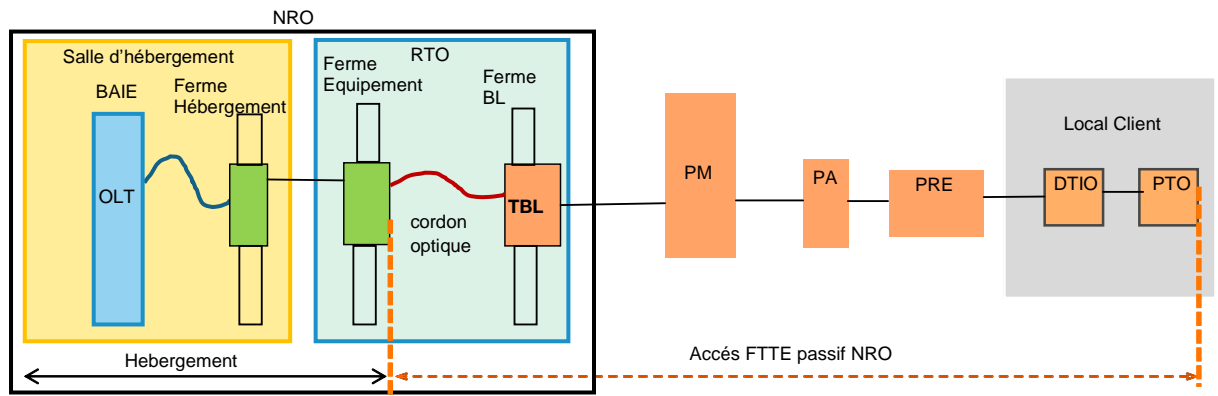 NRO
Salle d’hébergement
BAIE
Ferme
Hébergement
OLT
RTO
Ferme
Equipement
Ferme
BL
cordon
optique
TBL
PM
PA
PRE
Local Client
DTIO
PTO
Hebergement
Accés FTTE passif NRO